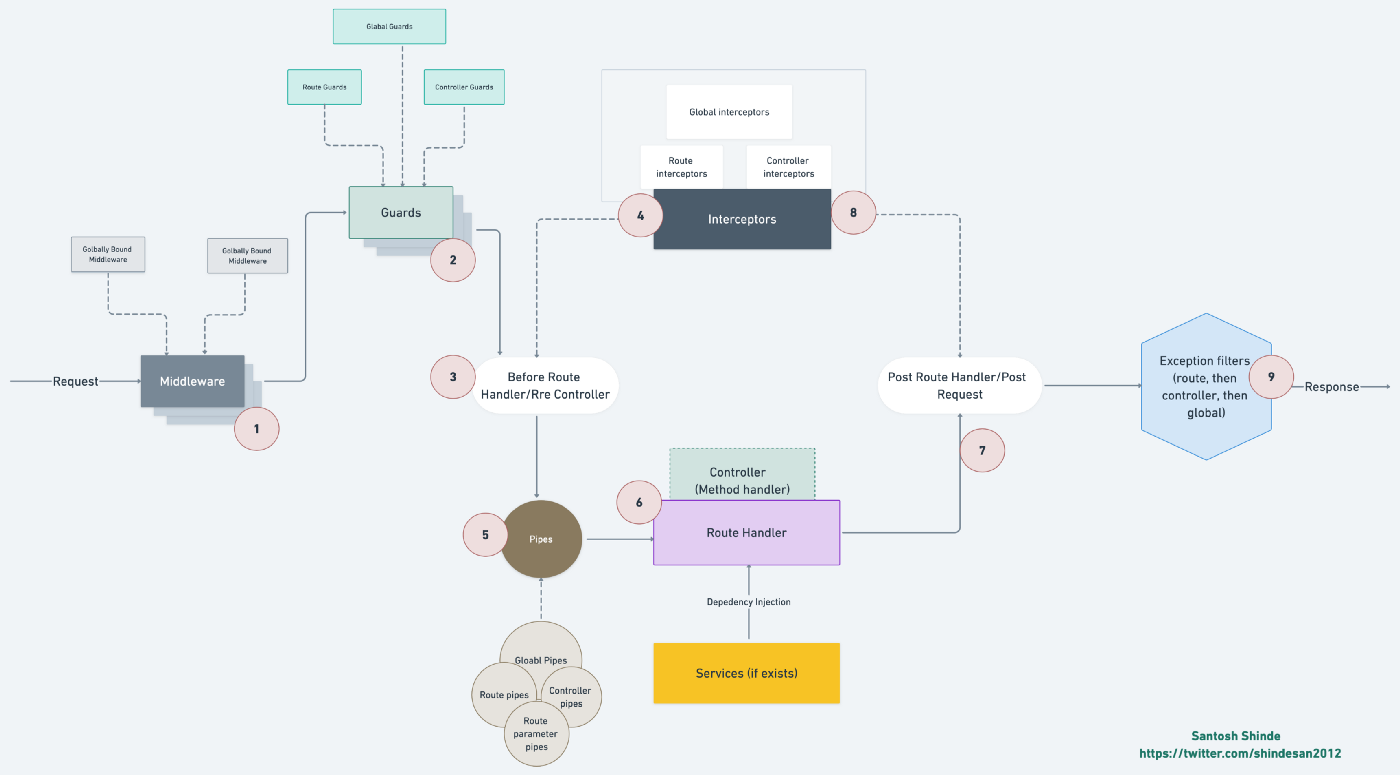 Glabal Guards
Route Guards
Controller Guards
Global interceptors
Route
interceptors
Controller
interceptors
Guards
2
4
Interceptors
8
Golbally Bound
Middleware
Golbally Bound
Middleware
Request
Middleware
1
3
Before Route
Handler/Rre Controller
Post Route Handler/Post
Request
Exception filters
(route, then
controller, then
global)
9
Response
7
Controller
(Method handler)
6
Route Handler
5
Pipes
Depedency Injection
Services (if exists)
Gloabl Pipes
Route pipes
Controller
pipes
Route
parameter
pipes
Santosh Shinde
https://twitter.com/shindesan2012